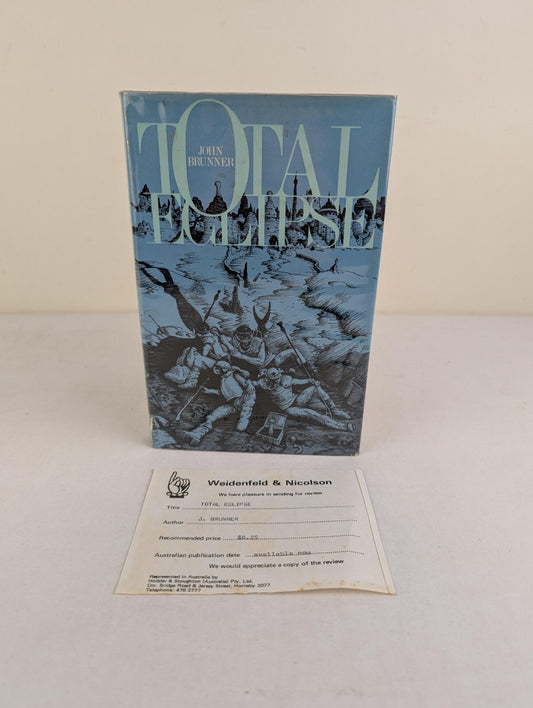 TOTAL
JOHN
BRUNNER
ECLIPSE
Weidenfeld & Nicolson
We have pleasure in sending for review
Title TOTAL ECLIPSE
Author J. BRUNNER
Recommended price $6.25
Australian publication date available now
We would appreciate a copy of the review
Represented in Australia by
Hodder & Stoughton (Australia) Pty. Ltd.
Cnr. Bridge Road & Jersey Street, Hornsby 2077
Telephone: 476 2777